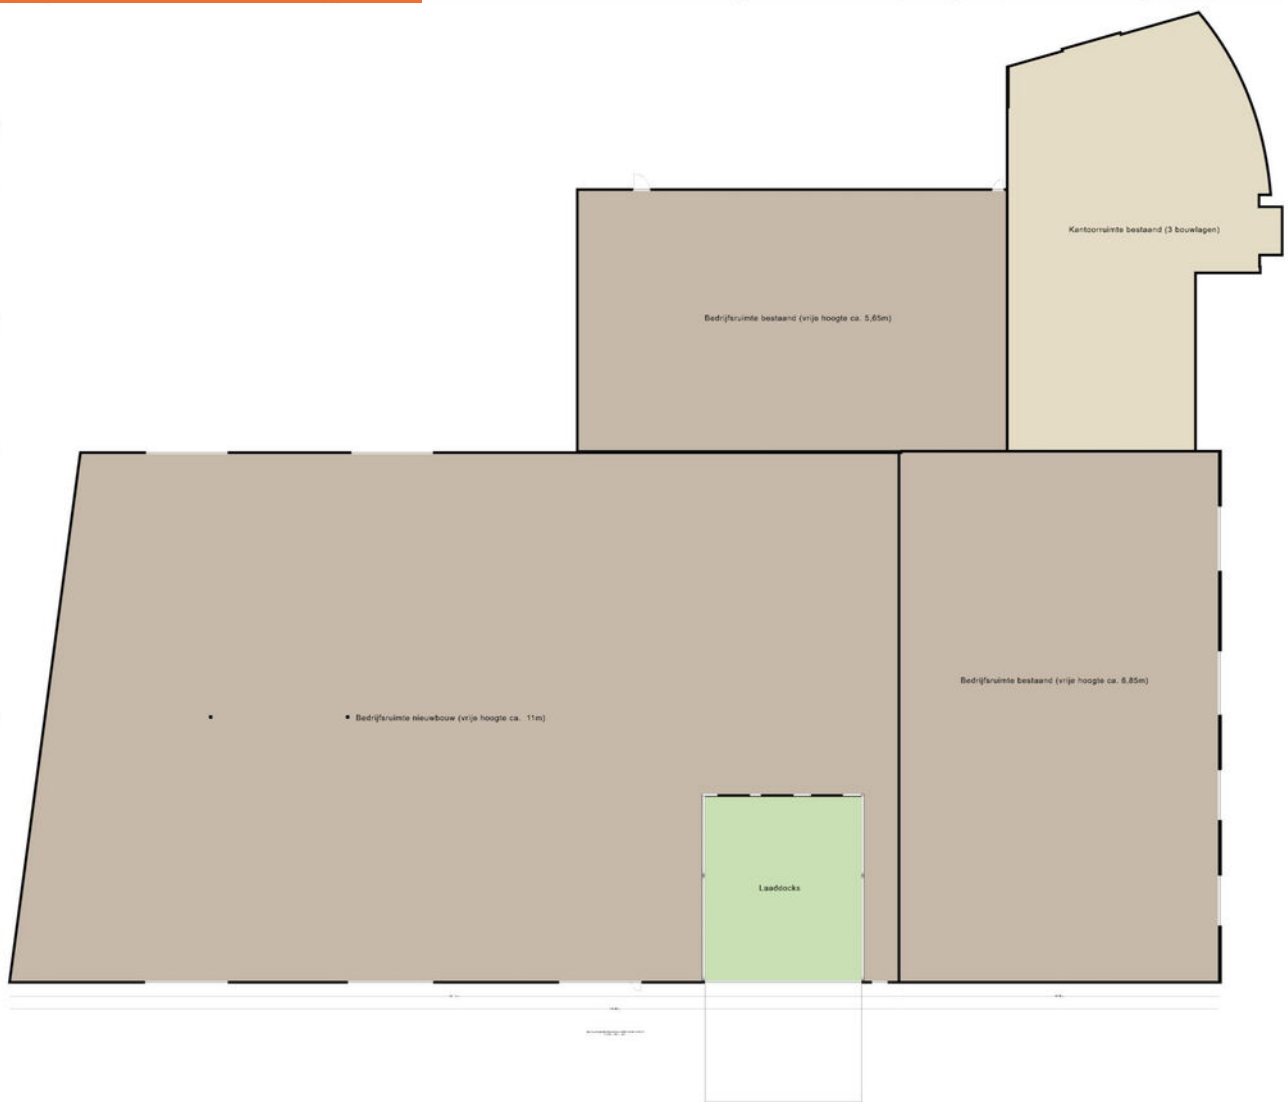 Kantoorruimte bestaand (3 bouwlagen)
Bedrijfsruimte bestaand (vrije hoogte ca. 5,65m)
Bedrijfsruimte bestaand (vrije hoogte ca. 6,85m)
Bedrijfsruimte nieuwbouw (vrije hoogte ca. 11m)
Laaddocks